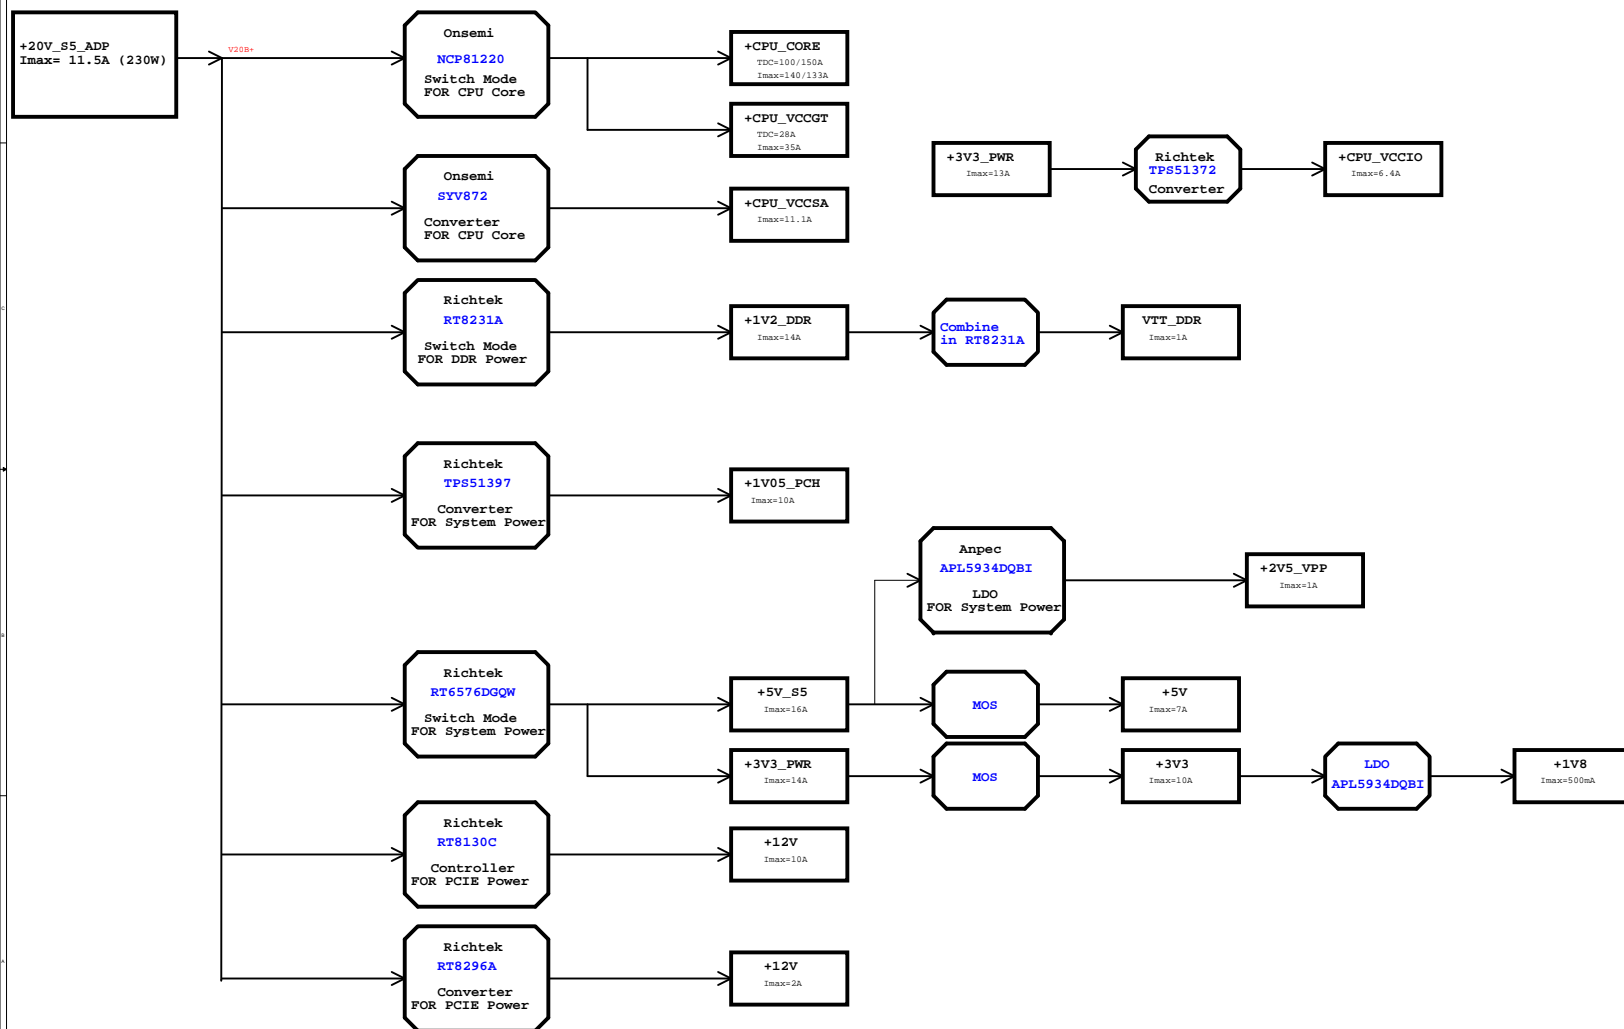 +20V_S5_ADP
Imax= 11.5A (230W)
V20B+
Onsemi
NCP81220
Switch Mode
FOR CPU Core
+CPU_CORE
TDC=100/150A
Imax=140/133A
+CPU_VCCGT
TDC=28A
Imax=35A
+3V3_PWR
Imax=13A
Richtek
TPS51372
Converter
+CPU_VCCIO
Imax=6.4A
Onsemi
SYV872
Converter
FOR CPU Core
+CPU_VCCSA
Imax=11.1A
Richtek
RT8231A
Switch Mode
FOR DDR Power
+1V2_DDR
Imax=14A
Combine
in RT8231A
VTT_DDR
Imax=1A
C
Richtek
TPS51397
Converter
FOR System Power
+1V05_PCH
Imax=10A
Anpec
APL5934DQBI
LDO
FOR System Power
+2V5_VPP
Imax=1A
B
Richtek
RT6576DGQW
Switch Mode
FOR System Power
+5V_S5
Imax=16A
MOS
+5V
Imax=7A
+3V3_PWR
Imax=14A
MOS
+3V3
Imax=10A
LDO
APL5934DQBI
+1V8
Imax=500mA
Richtek
RT8130C
Controller
FOR PCIE Power
+12V
Imax=10A
A
Richtek
RT8296A
Converter
FOR PCIE Power
+12V
Imax=2A